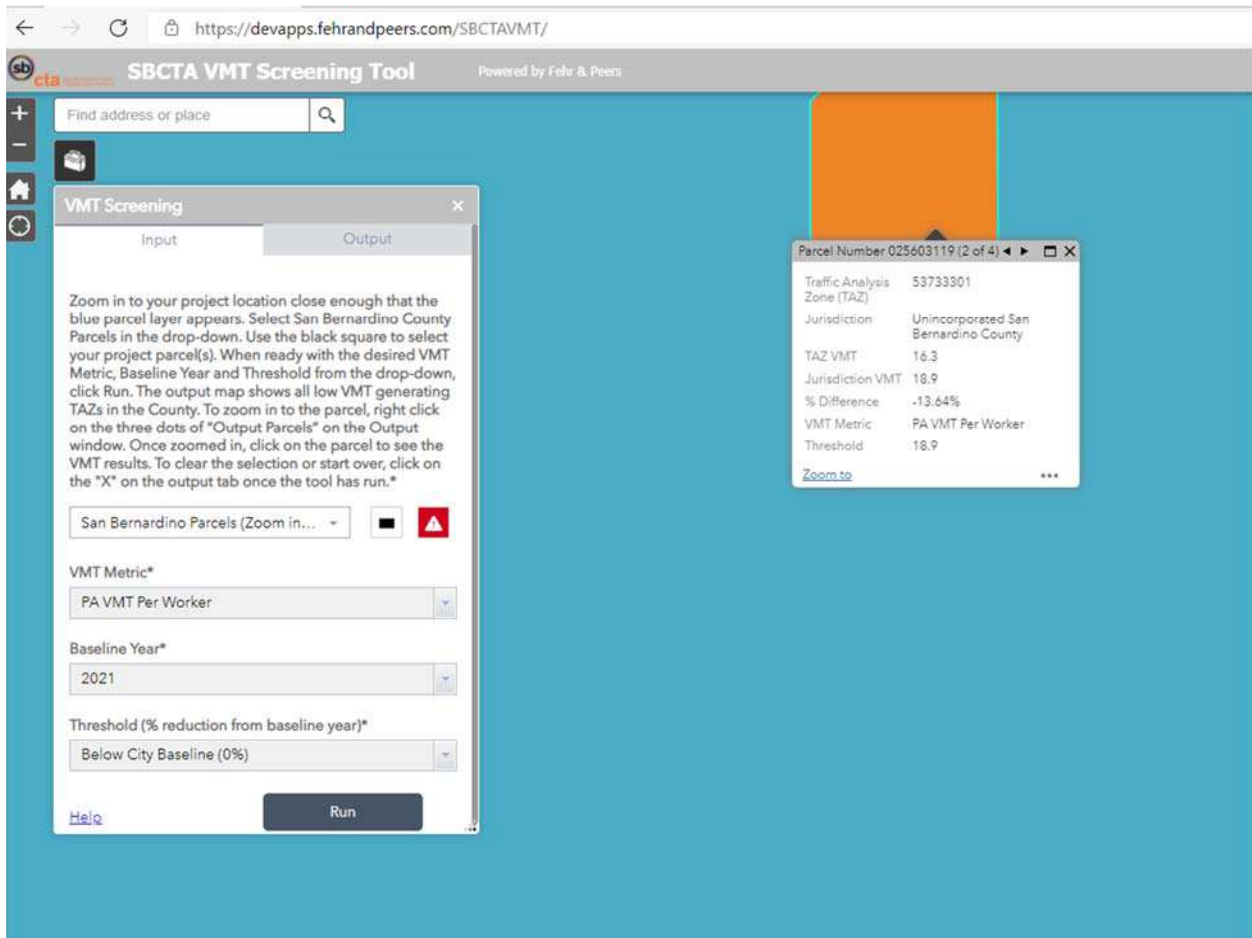 https://devapps.fehrandpeers.com/SBCTAVMT/
sb
cta
SBCTA VMT Screening Tool
Powered by Fehr & Peers
Find address or place
VMT Screening
Input
Output
Zoom in to your project location close enough that the
blue parcel layer appears. Select San Bernardino County
Parcels in the drop-down. Use the black square to select
your project parcel(s). When ready with the desired VMT
Metric, Baseline Year and Threshold from the drop-down,
click Run. The output map shows all low VMT generating
TAZs in the County. To zoom in to the parcel, right click
on the three dots of "Output Parcels" on the Output
window. Once zoomed in, click on the parcel to see the
VMT results. To clear the selection or start over, click on
the "X" on the output tab once the tool has run.*
San Bernardino Parcels (Zoom in...
VMT Metric*
PA VMT Per Worker
Baseline Year*
2021
Threshold (% reduction from baseline year)*
Below City Baseline (0%)
Help
Run
Parcel Number 025603119 (2 of 4)
Traffic Analysis
Zone (TAZ)
53733301
Jurisdiction
Unincorporated San
Bernardino County
TAZ VMT
16.3
Jurisdiction VMT
18.9
% Difference
-13.64%
VMT Metric
PA VMT Per Worker
Threshold
18.9
Zoom to